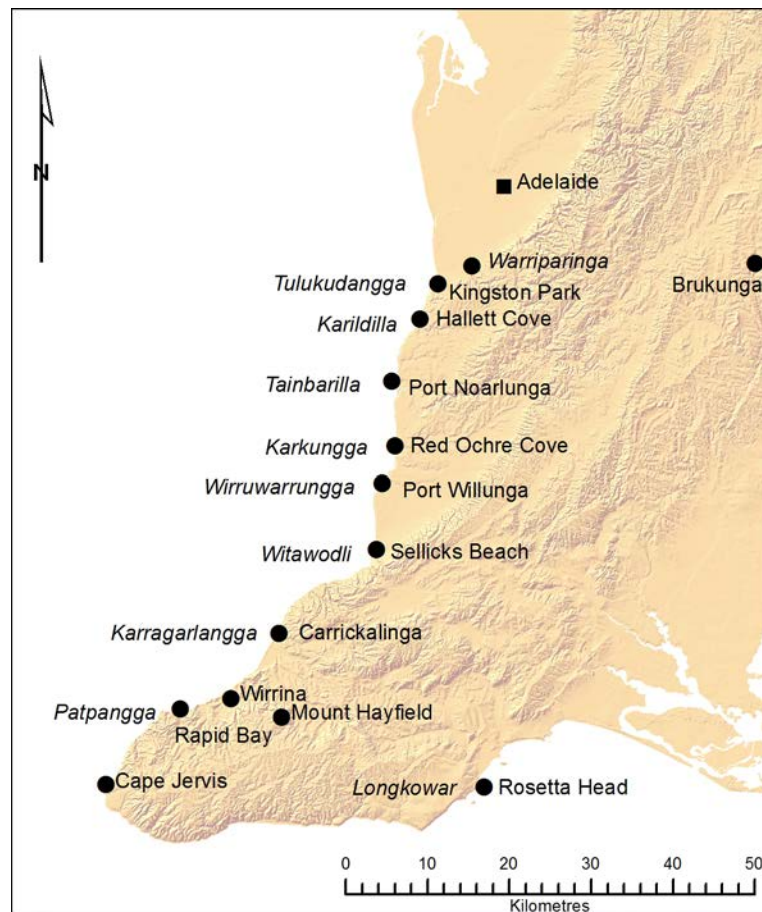 N
Adelaide
Warriparinga
Brukunga
Tulukudangga
Kingston Park
Karildilla
Hallett Cove
Tainbarilla
Port Noarlunga
Karkungga
Red Ochre Cove
Wirruwarrungga
Port Willunga
Witawodli
Sellicks Beach
Karragarlangga
Carrickalinga
Wirrina
Patpangga
Mount Hayfield
Rapid Bay
Cape Jervis
Longkowar
Rosetta Head
0 10 20 30 40 50
Kilometres